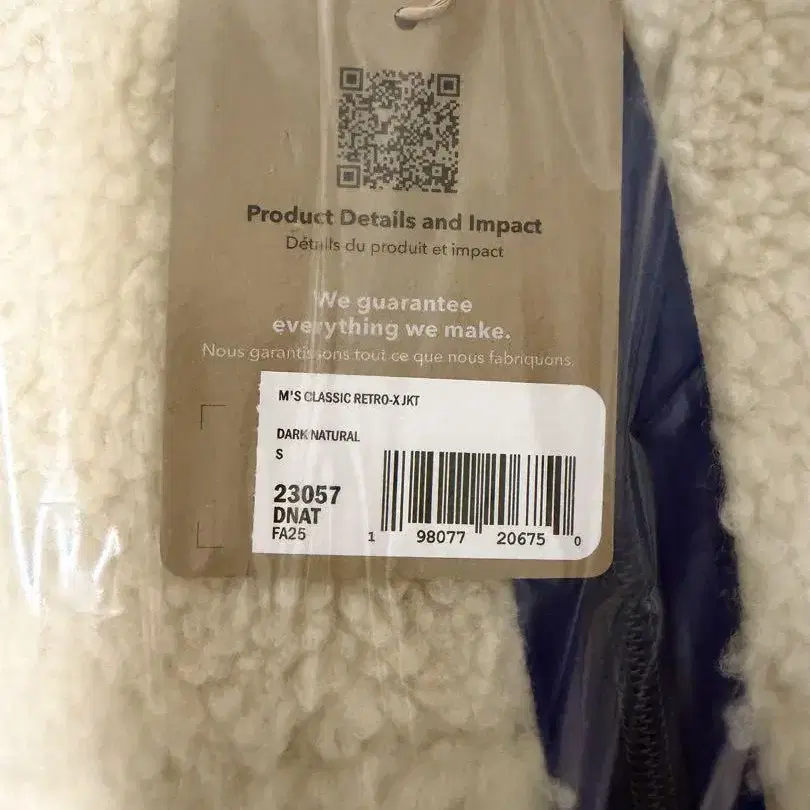 Product Details and Impact
Détails du produit et impact
We guarantee
everything we make.
Nous garantissons tout ce que nous fabriquons.
M'S CLASSIC RETRO-X JKT
DARK NATURAL
S
23057
DNAT
FA25
1 98077 20675 0